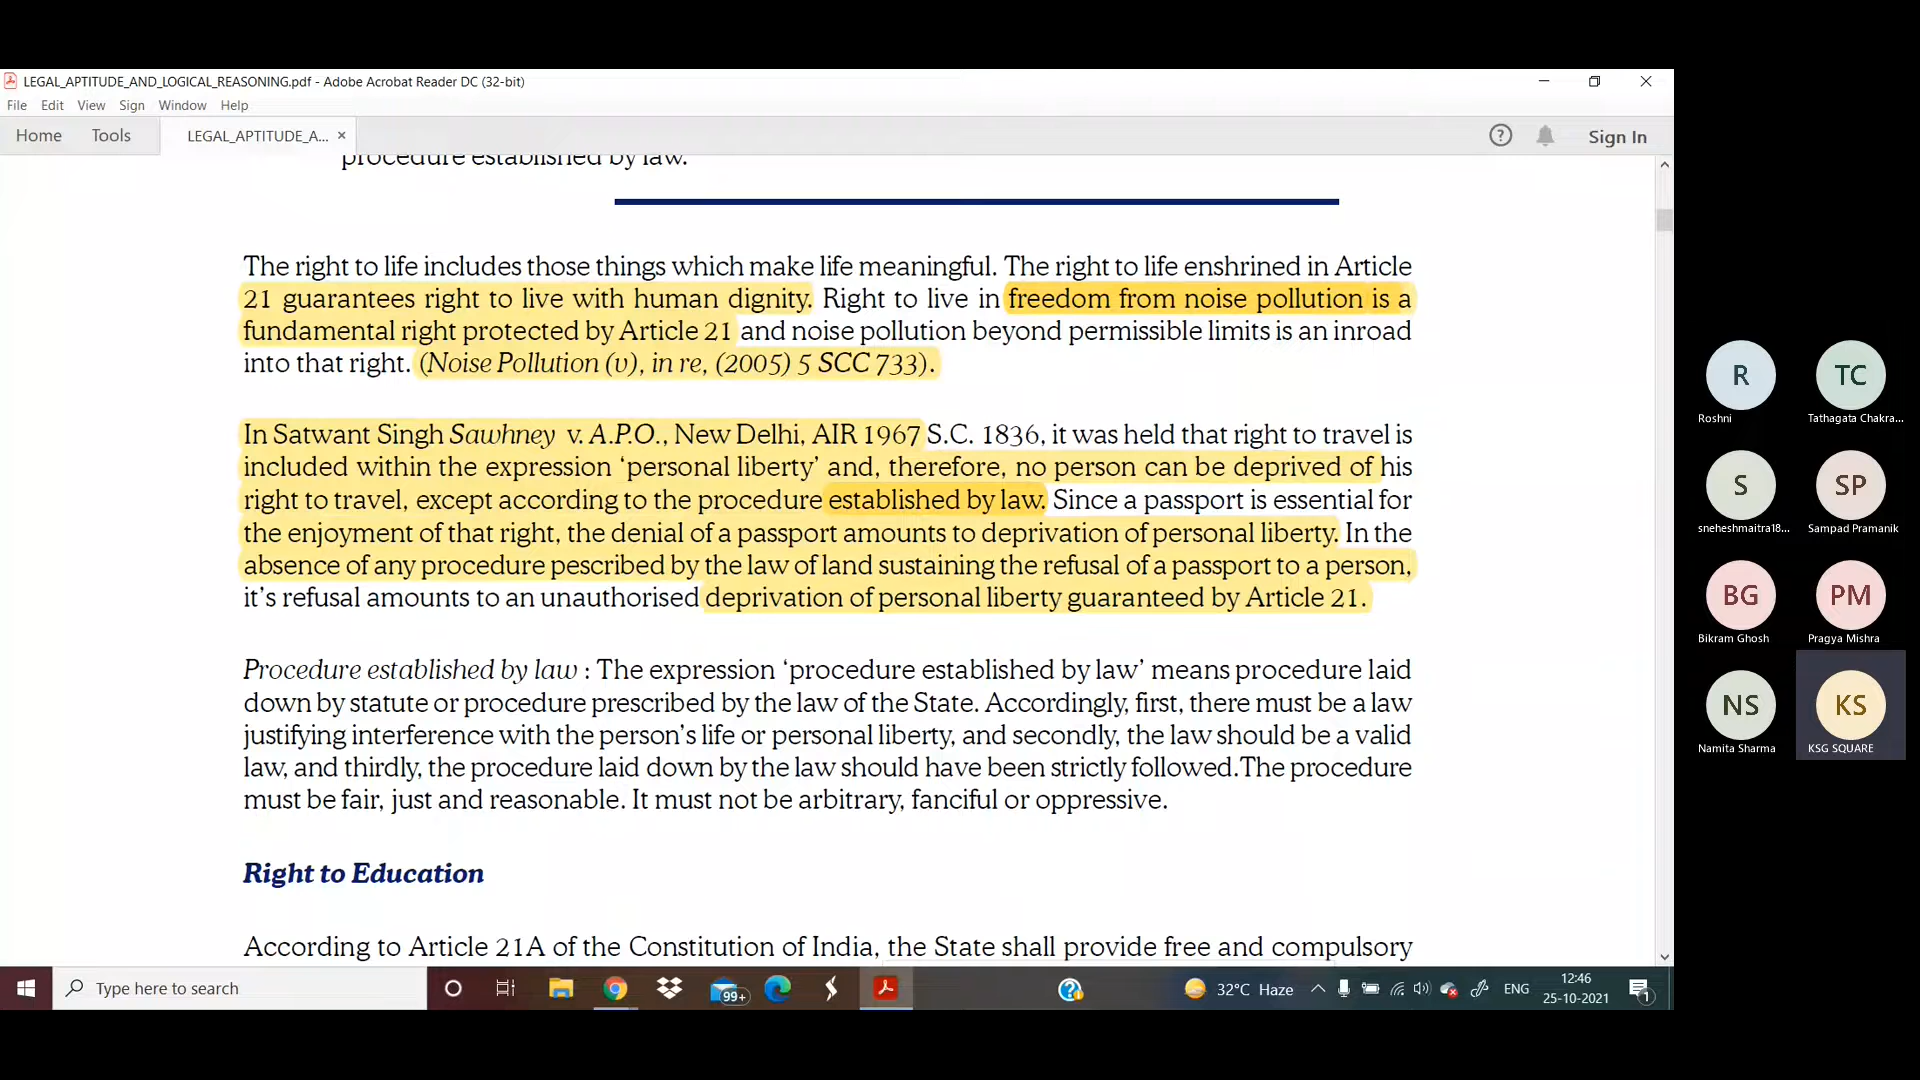 LEGAL_APTITUDE_AND_LOGICAL_REASONING.pdf - Adobe Acrobat Reader DC (32-bit)
File Edit View Sign Window Help
Home Tools LEGAL_APTITUDE_A... × ? Sign In
procedure established by law.
The right to life includes those things which make life meaningful. The right to life enshrined in Article
21 guarantees right to live with human dignity. Right to live in freedom from noise pollution is a
fundamental right protected by Article 21 and noise pollution beyond permissible limits is an inroad
into that right. (Noise Pollution (v), in re, (2005) 5 SCC 733).
In Satwant Singh Sawhney v. A.P.O., New Delhi, AIR 1967 S.C. 1836, it was held that right to travel is
included within the expression ‘personal liberty’ and, therefore, no person can be deprived of his
right to travel, except according to the procedure established by law. Since a passport is essential for
the enjoyment of that right, the denial of a passport amounts to deprivation of personal liberty. In the
absence of any procedure pescribed by the law of land sustaining the refusal of a passport to a person,
it’s refusal amounts to an unauthorised deprivation of personal liberty guaranteed by Article 21.
Procedure established by law : The expression ‘procedure established by law’ means procedure laid
down by statute or procedure prescribed by the law of the State. Accordingly, first, there must be a law
justifying interference with the person’s life or personal liberty, and secondly, the law should be a valid
law, and thirdly, the procedure laid down by the law should have been strictly followed.The procedure
must be fair, just and reasonable. It must not be arbitrary, fanciful or oppressive.
Right to Education
According to Article 21A of the Constitution of India, the State shall provide free and compulsory
Type here to search
99+
32°C Haze
ENG
12:46
25-10-2021
1
R TC
Roshni Tathagata Chakra...
S SP
sneheshmaitra18... Sampad Pramanik
BG PM
Bikram Ghosh Pragya Mishra
NS KS
Namita Sharma KSG SQUARE